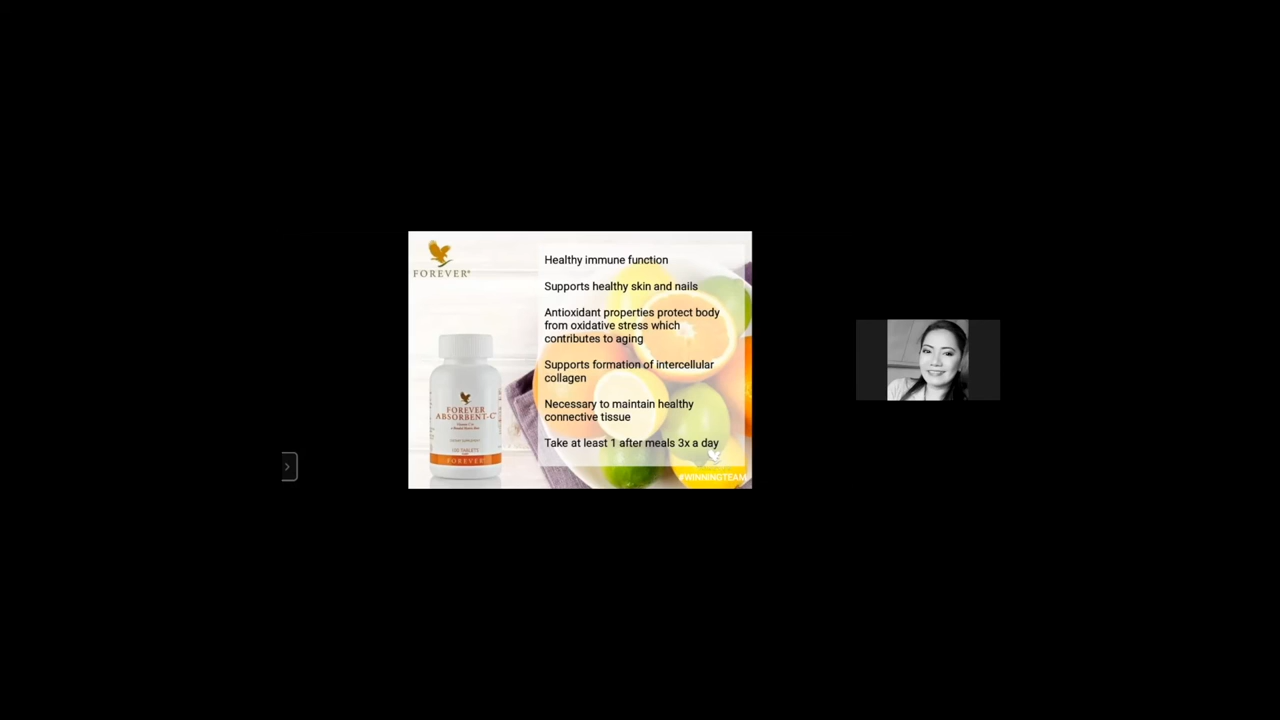 FOREVER
Healthy immune function
Supports healthy skin and nails
Antioxidant properties protect body
from oxidative stress which
contributes to aging
Supports formation of intercellular
collagen
Necessary to maintain healthy
connective tissue
Take at least 1 after meals 3x a day
FOREVER
ABSORBENT-C
100 TABLETS
FOREVER
#WINNINGTEAM